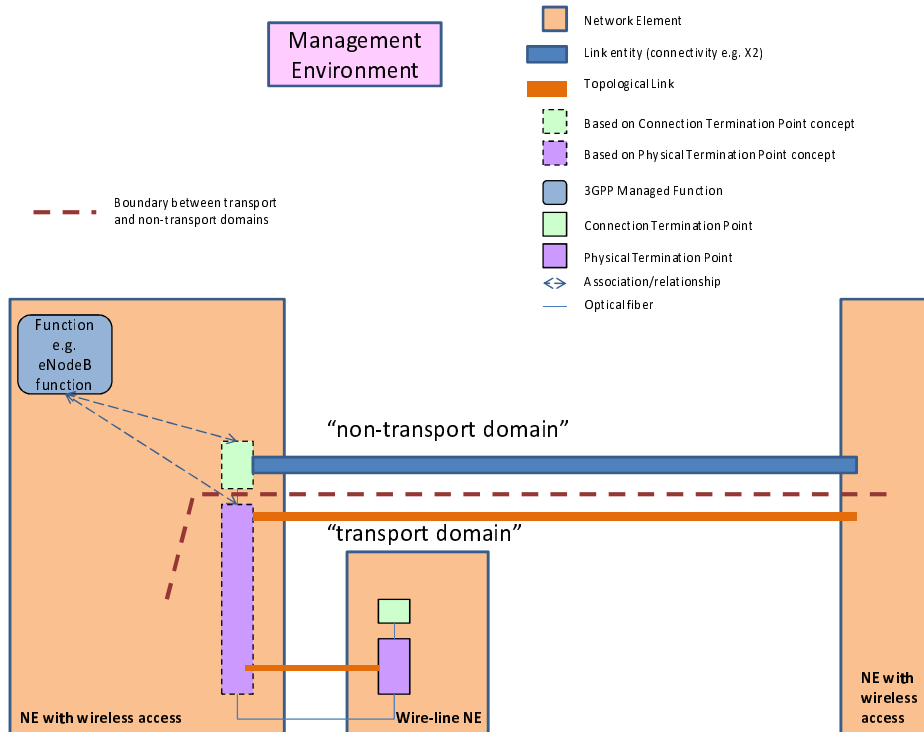 Management
Environment
Network Element
Link entity (connectivity e.g. X2)
Topological Link
Based on Connection Termination Point concept
Based on Physical Termination Point concept
3GPP Managed Function
Connection Termination Point
Physical Termination Point
Association/relationship
Optical fiber
Boundary between transport
and non-transport domains
Function
e.g.
eNodeB
function
“non-transport domain”
“transport domain”
NE with wireless access
Wire-line NE
NE with
wireless
access